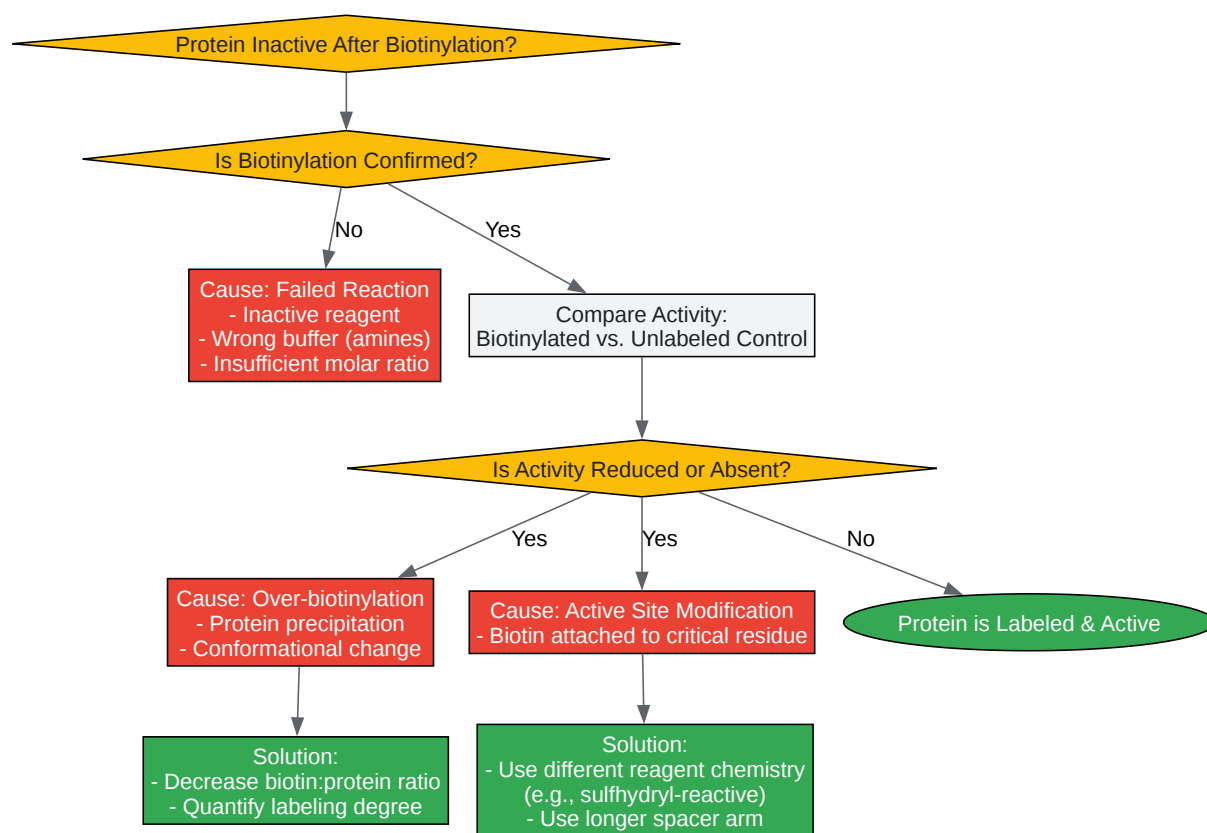 Protein Inactive After Biotinylation?
Is Biotinylation Confirmed?
No
Yes
Cause: Failed Reaction
- Inactive reagent
- Wrong buffer (amines)
- Insufficient molar ratio
Compare Activity:
Biotinylated vs. Unlabeled Control
Is Activity Reduced or Absent?
Yes
Yes
No
Cause: Over-biotinylation
- Protein precipitation
- Conformational change
Cause: Active Site Modification
- Biotin attached to critical residue
Protein is Labeled & Active
Solution:
- Decrease biotin:protein ratio
- Quantify labeling degree
Solution:
- Use different reagent chemistry
(e.g., sulfhydryl-reactive)
- Use longer spacer arm